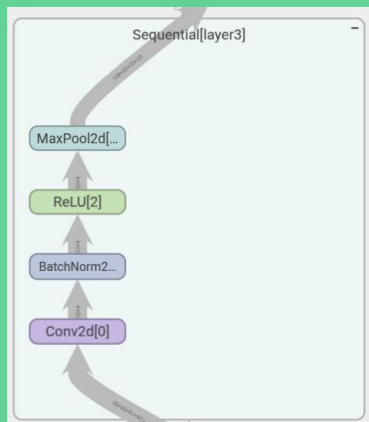 Sequential[layer3]
MaxPool2d[...
ReLU[2]
BatchNorm2...
Conv2d[0]